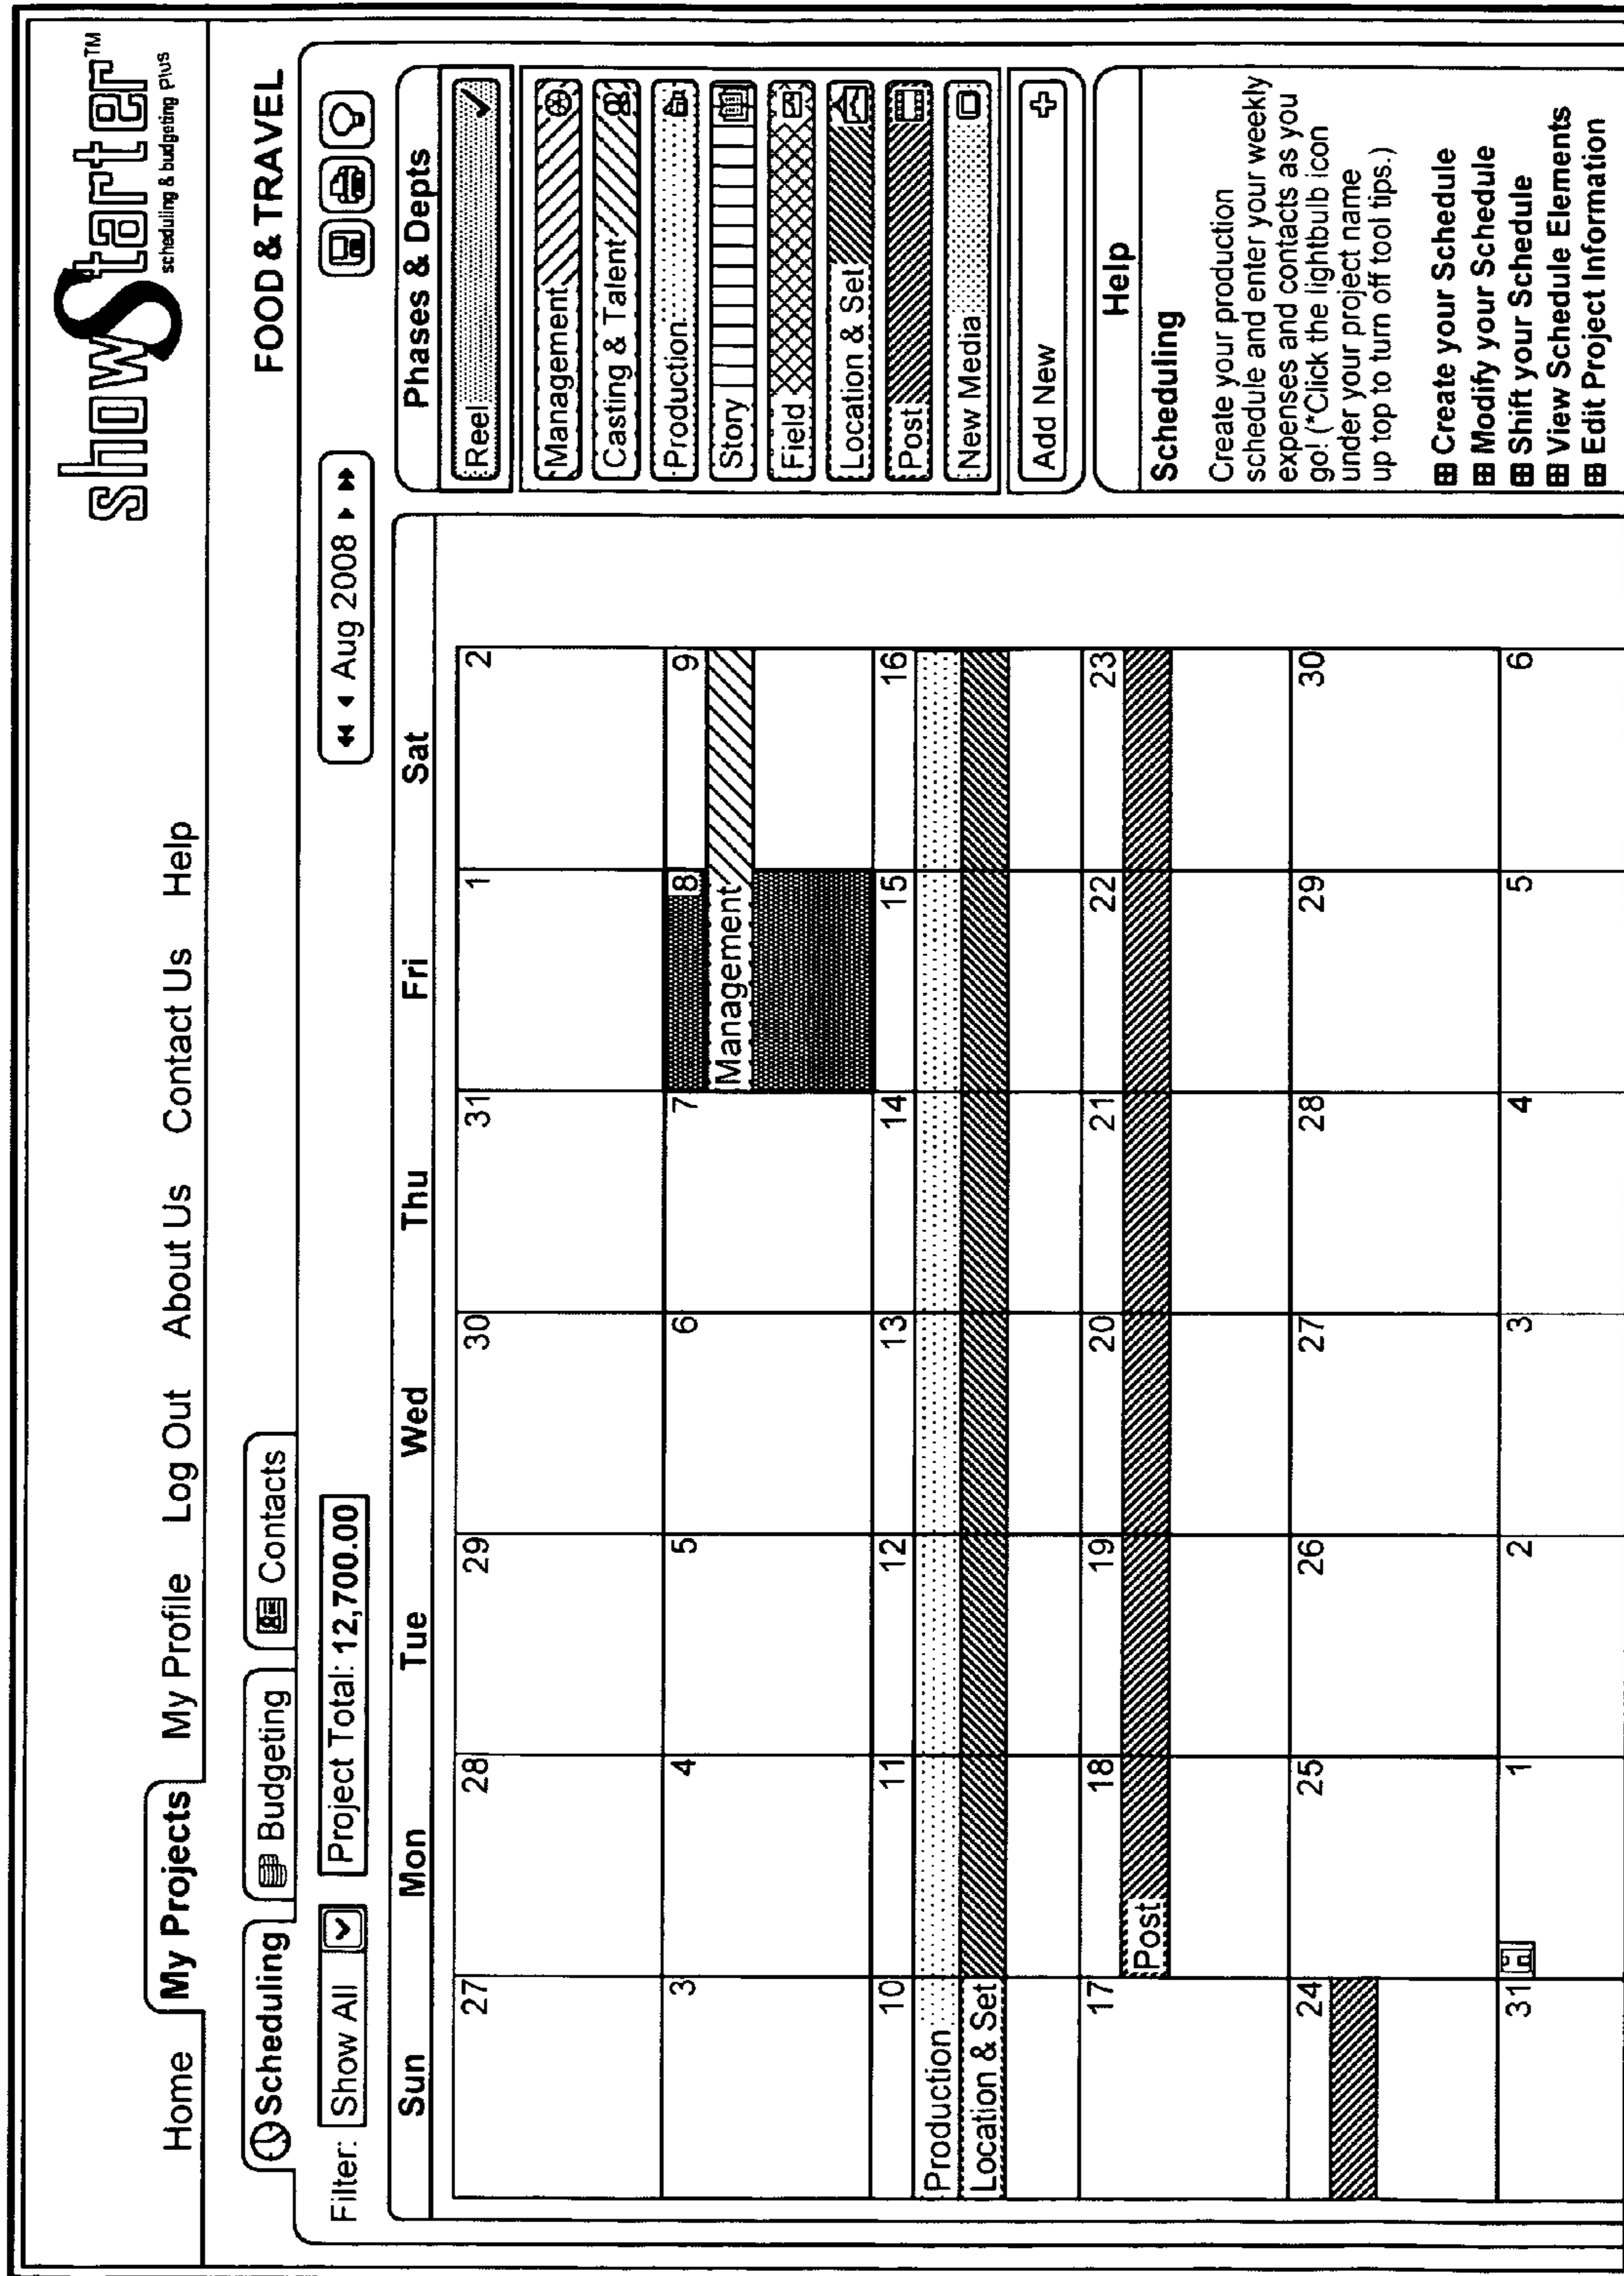 showStarter™
scheduling & budgeting Plus
Home My Projects My Profile Log Out About Us Contact Us Help
Scheduling Budgeting Contacts FOOD & TRAVEL
Filter: Show All Project Total: 12,700.00 Aug 2008
Sun Mon Tue Wed Thu Fri Sat
27 28 29 30 31 1 2
3 4 5 6 7 8 9
Management
10 11 12 13 14 15 16
Production
Location & Set
17 18 19 20 21 22 23
Post
24 25 26 27 28 29 30
31 1 2 3 4 5 6
Phases & Depts
Reel
Management
Casting & Talent
Production
Story
Field
Location & Set
Post
New Media
Add New
Help
Scheduling
Create your production
schedule and enter your weekly
expenses and contacts as you
go! (*Click the lightbulb icon
under your project name
up top to turn off tool tips.)
Create your Schedule
Modify your Schedule
Shift your Schedule
View Schedule Elements
Edit Project Information